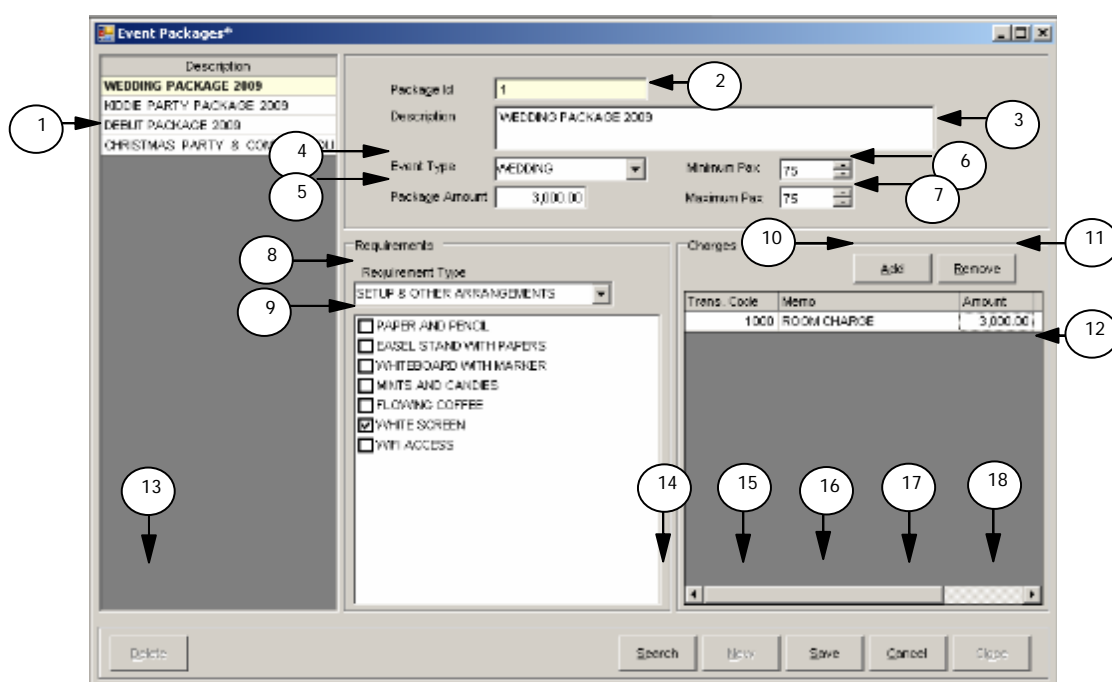 Event Packages*
Description
WEDDING PACKAGE 2009
KIDDIE PARTY PACKAGE 2009
DEBUT PACKAGE 2009
CHRISTMAS PARTY &
1
2
3
4
5
6
7
Package Id 1
Description WEDDING PACKAGE 2009
Event Type WEDDING
Minimum Pax 75
Package Amount 3,000.00
Maximum Pax 75
8
9
10
11
12
Requirements
Requirement Type
SETUP & OTHER ARRANGEMENTS
PAPER AND PENCIL
EASEL STAND WITH PAPERS
WHITEBOARD WITH MARKER
MINTS AND CANDIES
FLOWING COFFEE
WHITE SCREEN
WIFI ACCESS
Charges
Add Remove
Trans. Code Memo Amount
1000 ROOM CHARGE 3,000.00
13 14 15 16 17 18
Delete Search New Save Cancel Close